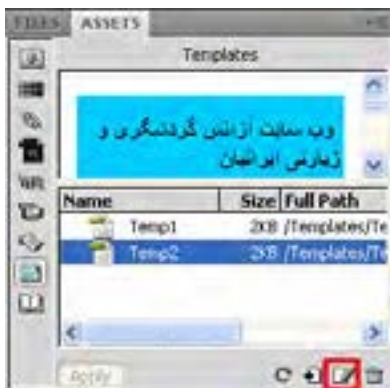 FILES ASSETS
Templates
وب سایت آژانس گردشگری و
زیارتی ایرانیان
Name Size Full Path
Temp1 2KB /Templates/Te
Temp2 2KB /Templates/Te
Apply